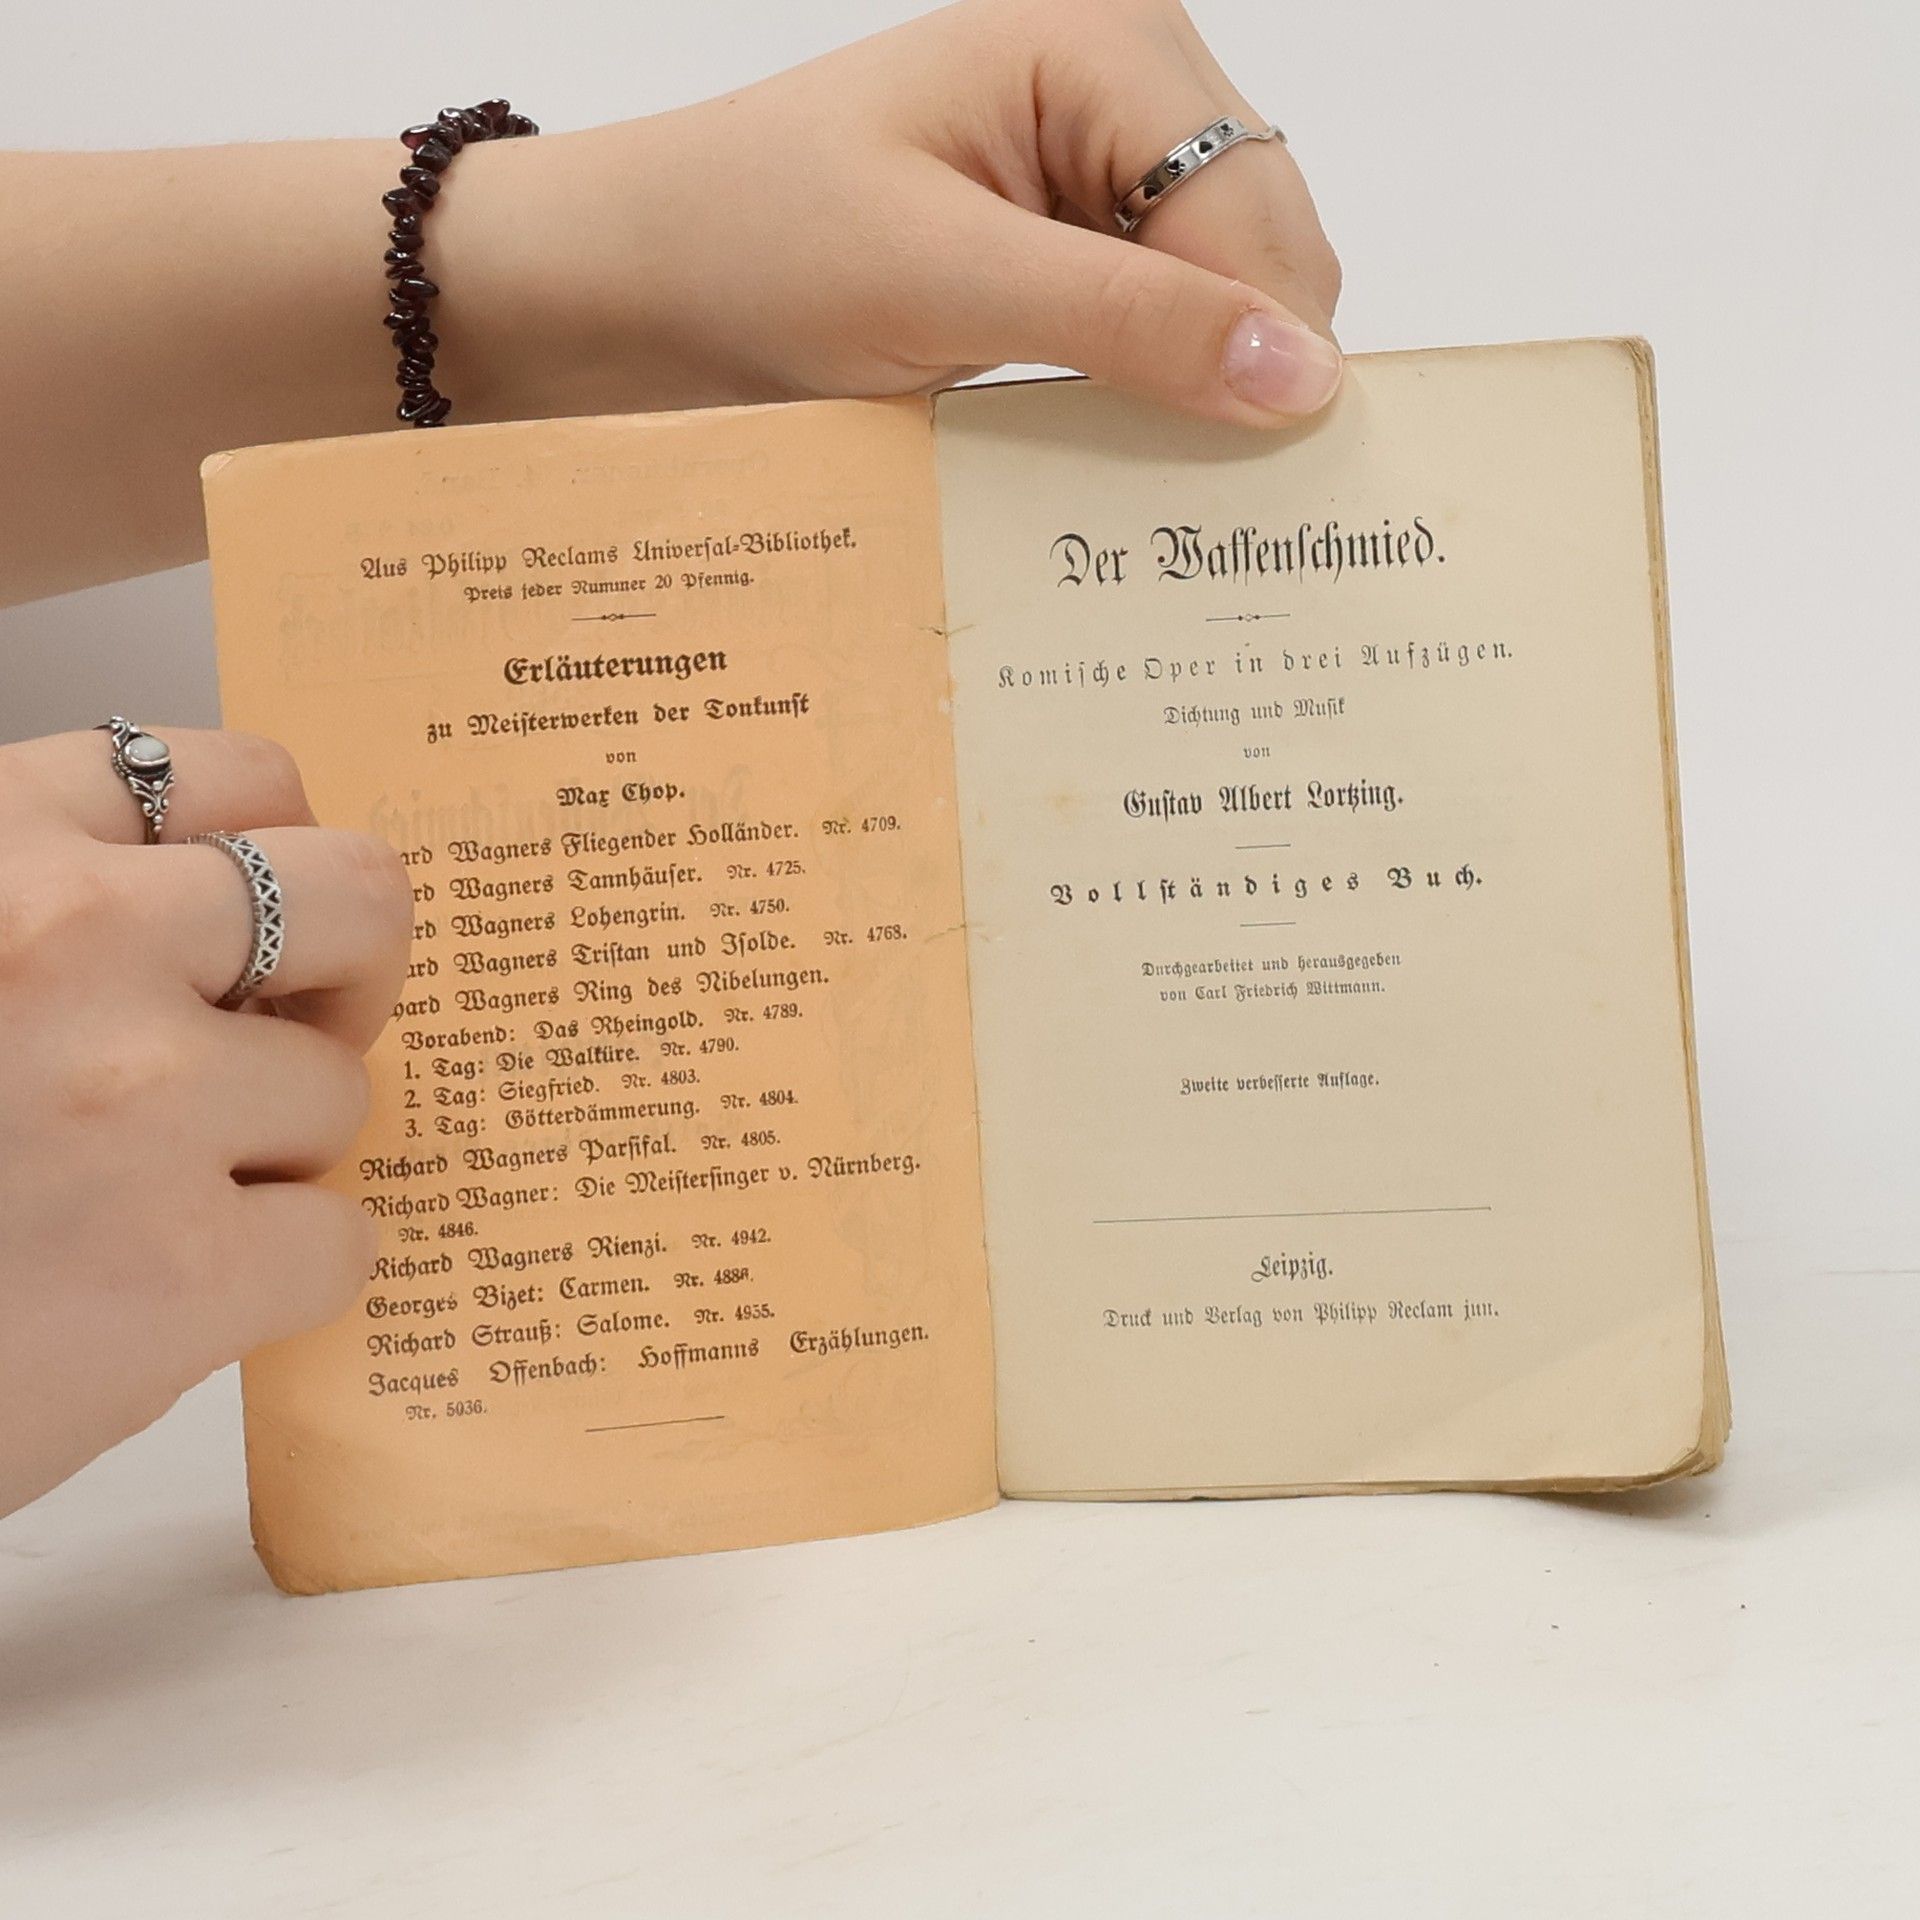 Aus Philipp Reclams Universal-Bibliothek.
Preis jeder Nummer 20 Pfennig.
Erläuterungen
zu Meisterwerken der Tonkunst
von
Max Chop.
Wagners Fliegender Holländer. Nr. 4709.
Wagners Tannhäuser. Nr. 4725.
Wagners Lohengrin. Nr. 4750.
Wagners Tristan und Isolde. Nr. 4768.
Wagners Ring des Nibelungen.
Vorabend: Das Rheingold. Nr. 4789.
1. Tag: Die Walküre. Nr. 4790.
2. Tag: Siegfried. Nr. 4803.
3. Tag: Götterdämmerung. Nr. 4804.
Richard Wagners Parsifal. Nr. 4805.
Richard Wagner: Die Meistersinger v. Nürnberg.
Nr. 4846.
Richard Wagners Rienzi. Nr. 4942.
Georges Bizet: Carmen. Nr.
Richard Strauß: Salome. Nr. 4955.
Jacques Offenbach: Hoffmanns Erzählungen.
Nr. 5036.
Der Waffenschmied.
Komische Oper in drei Aufzügen.
Dichtung und Musik
von
Gustav Albert Lortzing.
Vollständiges Buch.
Durchgearbeitet und herausgegeben
von Carl Friedrich Wittmann.
Zweite verbesserte Auflage.
Leipzig.
Druck und Verlag von Philipp Reclam jun.